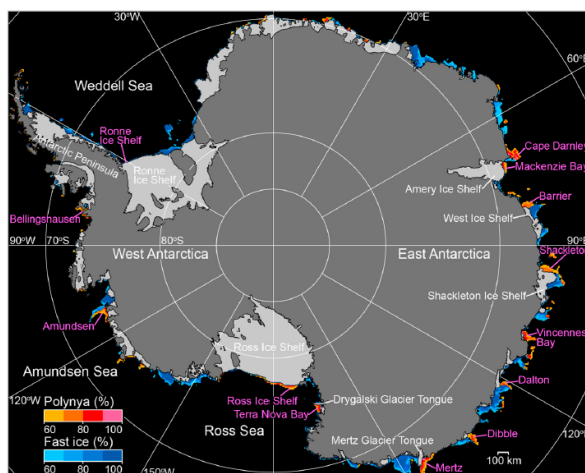 30°W
30°E
60°E
Weddell Sea
Ronne
Ice Shelf
Antarctic Peninsula
Ronne
Ice Shelf
Cape Darnley
Mackenzie Bay
Amery Ice Shelf
Barrier
West Ice Shelf
Bellingshausen
90°W
70°S
80°S
West Antarctica
East Antarctica
90°E
Shackleton
Shackleton Ice Shelf
Amundsen
Vincennes
Bay
Ross Ice Shelf
Amundsen Sea
Dalton
120°W
Polynya (%)
60 80 100
Fast ice (%)
60 80 100
Ross Ice Shelf
Terra Nova Bay
Drygalski Glacier
Tongue
Ross Sea
Mertz Glacier Tongue
Dibble
120°E
Mertz
100 km
150°W